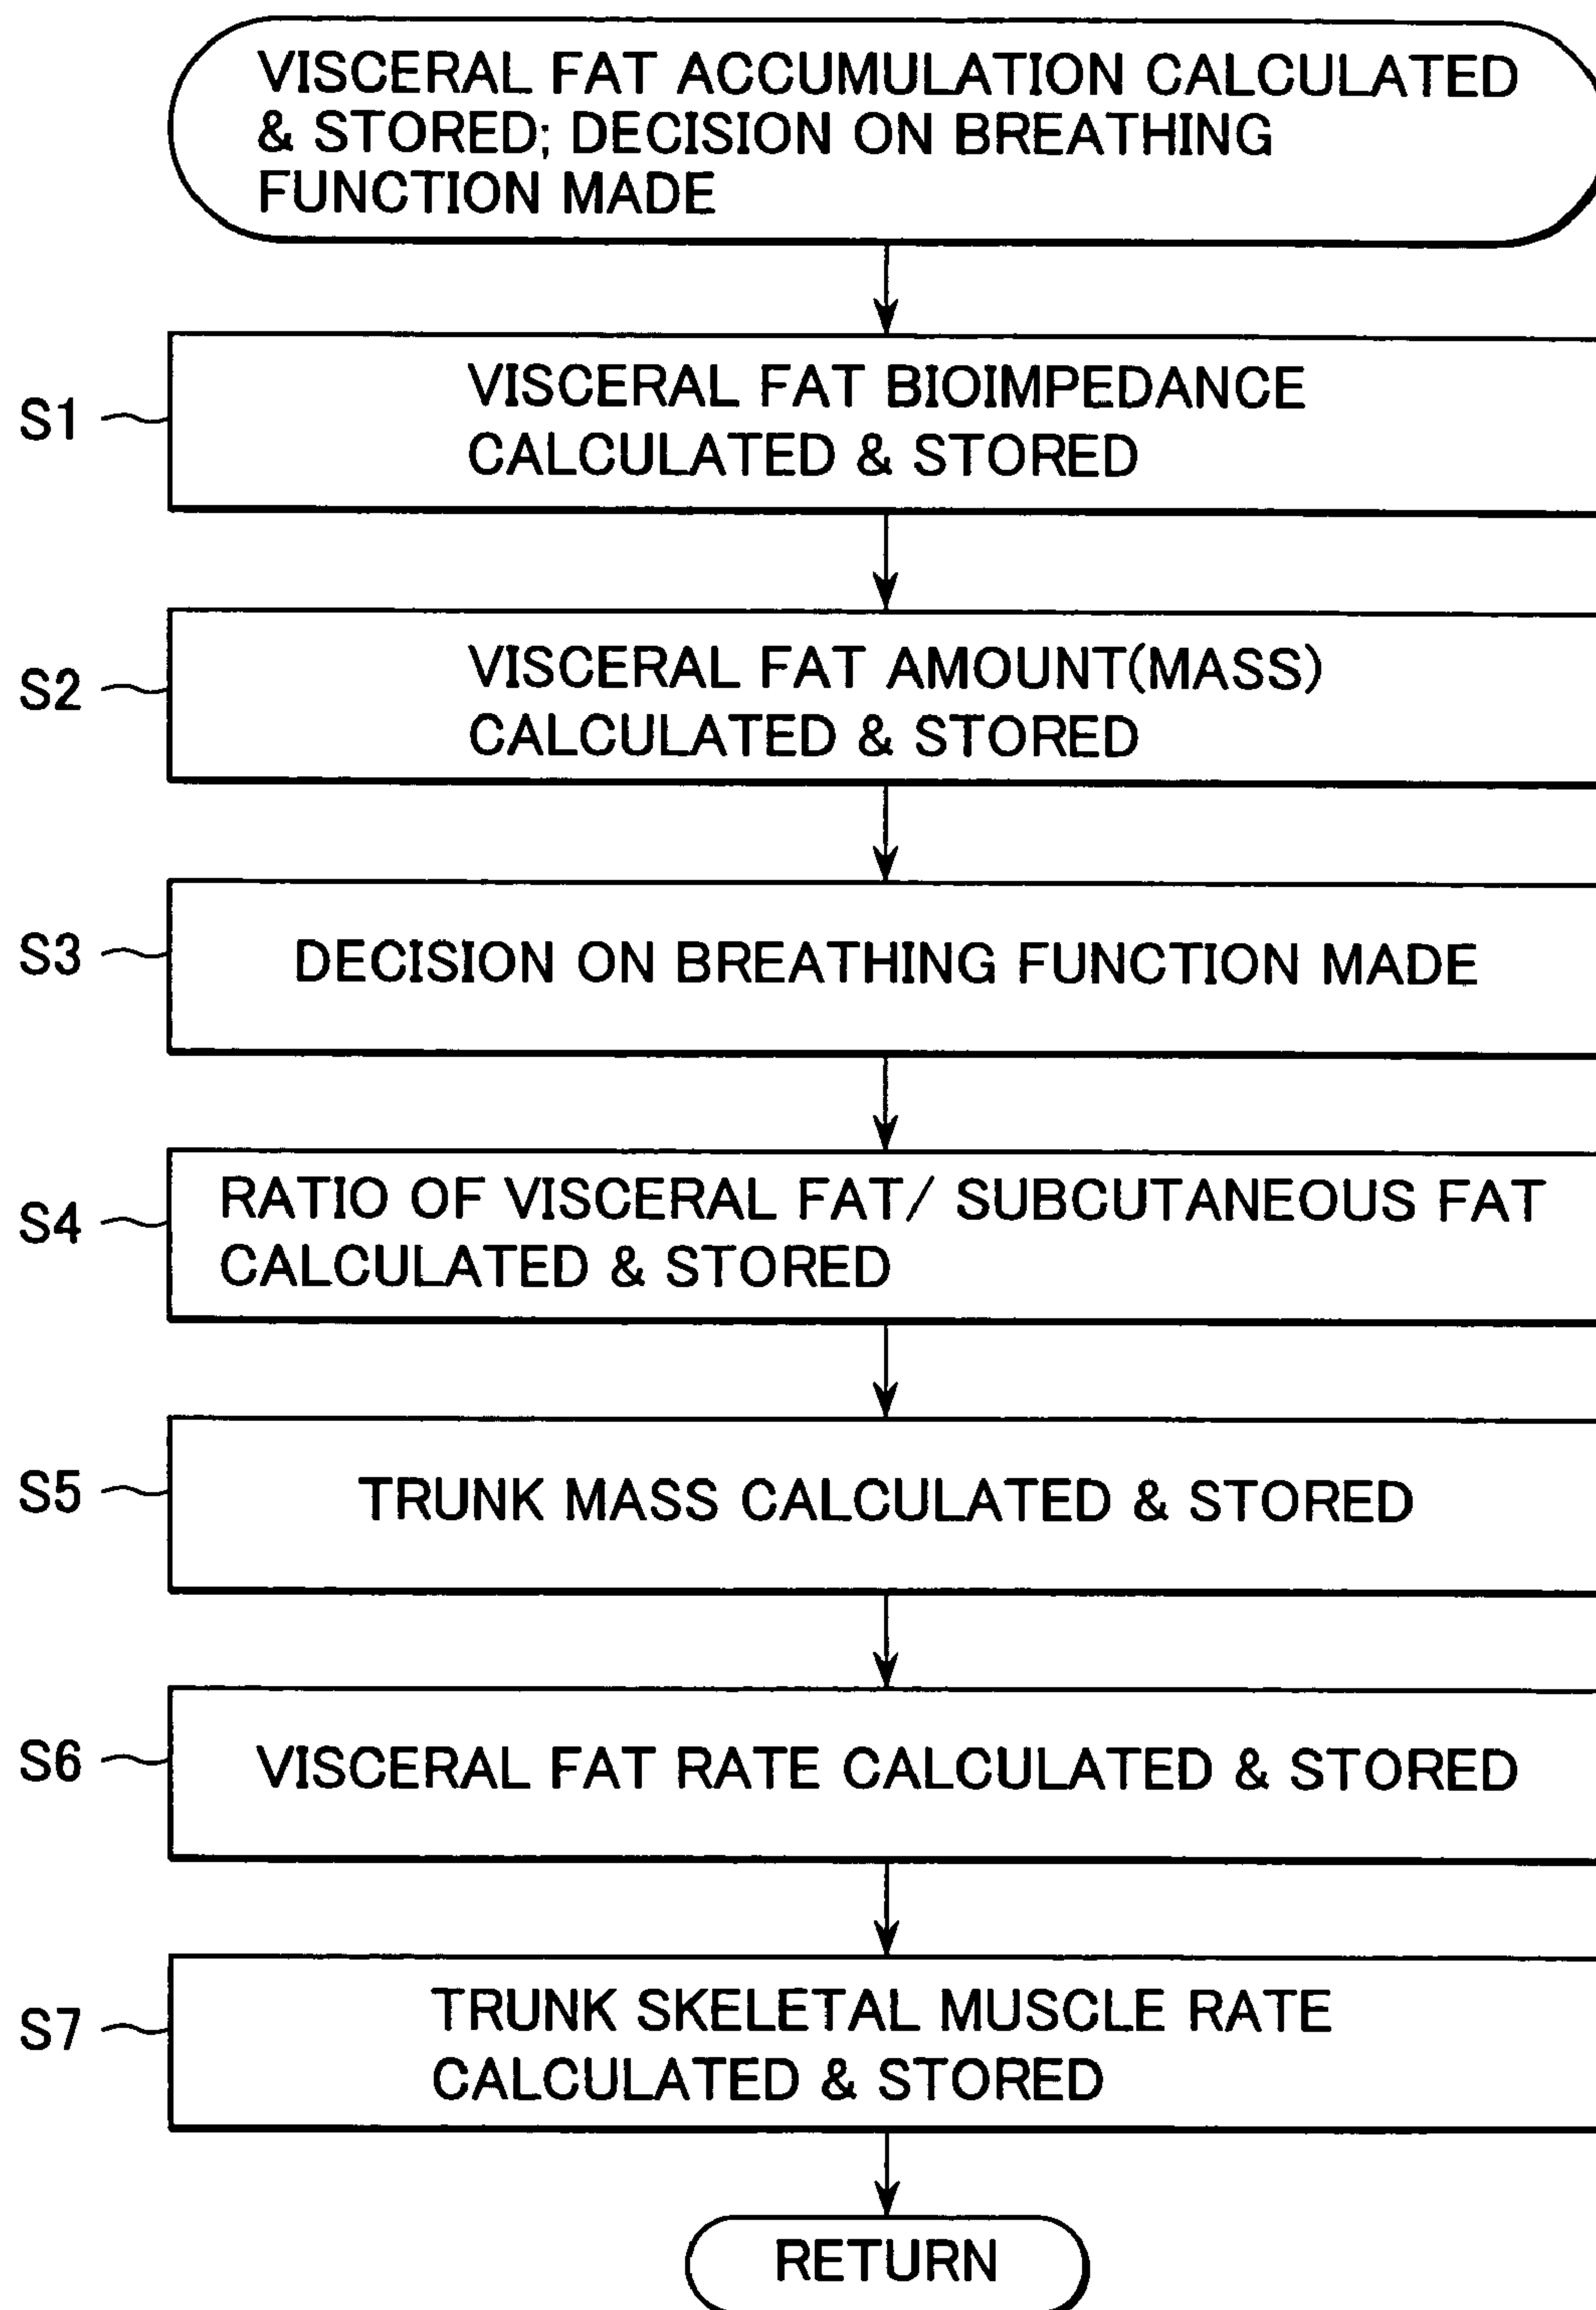 VISCERAL FAT ACCUMULATION CALCULATED
& STORED; DECISION ON BREATHING
FUNCTION MADE
S1
VISCERAL FAT BIOIMPEDANCE
CALCULATED & STORED
S2
VISCERAL FAT AMOUNT(MASS)
CALCULATED & STORED
S3
DECISION ON BREATHING FUNCTION MADE
S4
RATIO OF VISCERAL FAT/ SUBCUTANEOUS FAT
CALCULATED & STORED
S5
TRUNK MASS CALCULATED & STORED
S6
VISCERAL FAT RATE CALCULATED & STORED
S7
TRUNK SKELETAL MUSCLE RATE
CALCULATED & STORED
RETURN